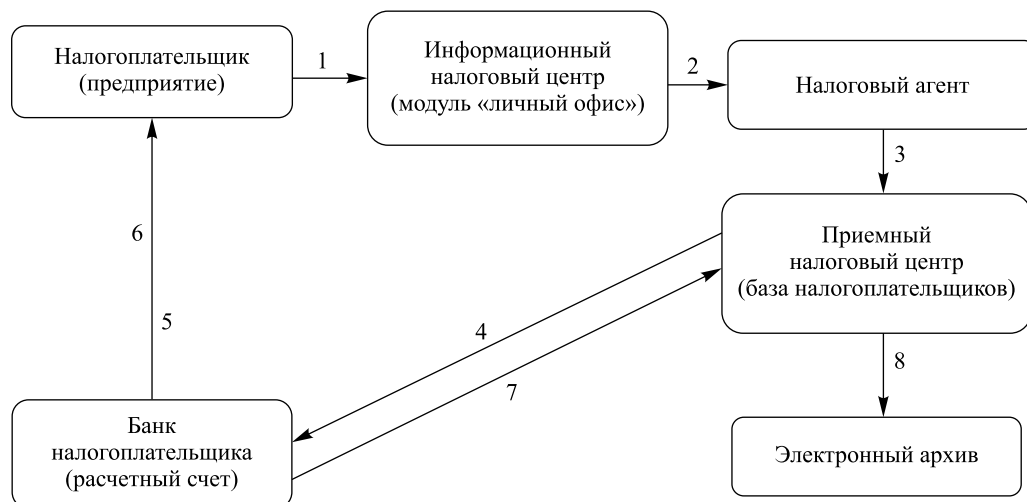 Налогоплательщик
(предприятие)
1
Информационный
налоговый центр
(модуль «личный офис»)
2
Налоговый агент
3
Приемный
налоговый центр
(база налогоплательщиков)
6
5
4
7
8
Банк
налогоплательщика
(расчетный счет)
Электронный архив